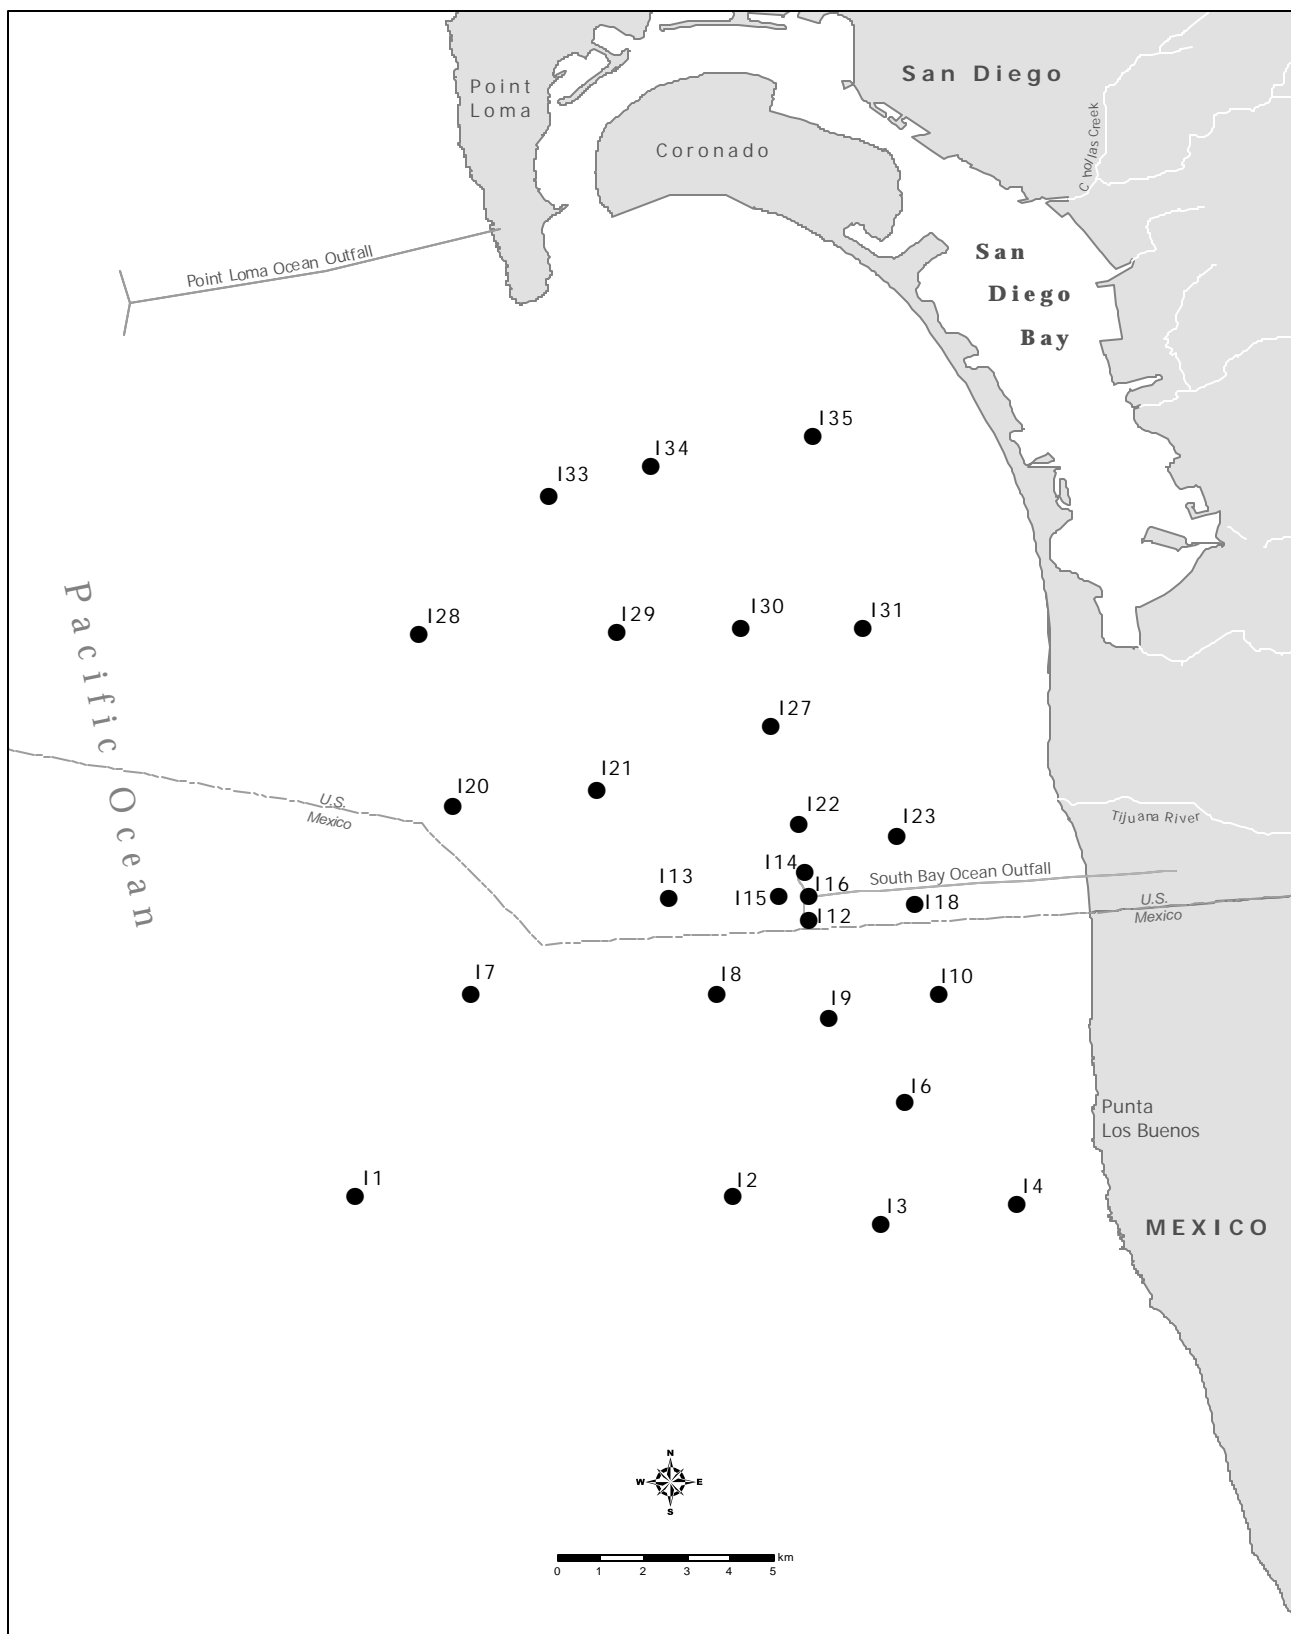 San Diego
Point
Loma
Chollas Creek
Coronado
San
Diego
Bay
Point Loma Ocean Outfall
I35
I34
I33
Pacific Ocean
I28
I29
I30
I31
I27
I21
I20
U.S.
Mexico
I22
I23
Tijuana River
I14
South Bay Ocean Outfall
I13
I15
I16
I18
I12
U.S.
Mexico
I7
I8
I10
I9
I6
Punta
Los Buenos
I1
I2
I4
I3
MEXICO
N
W E
S
km
0 1 2 3 4 5